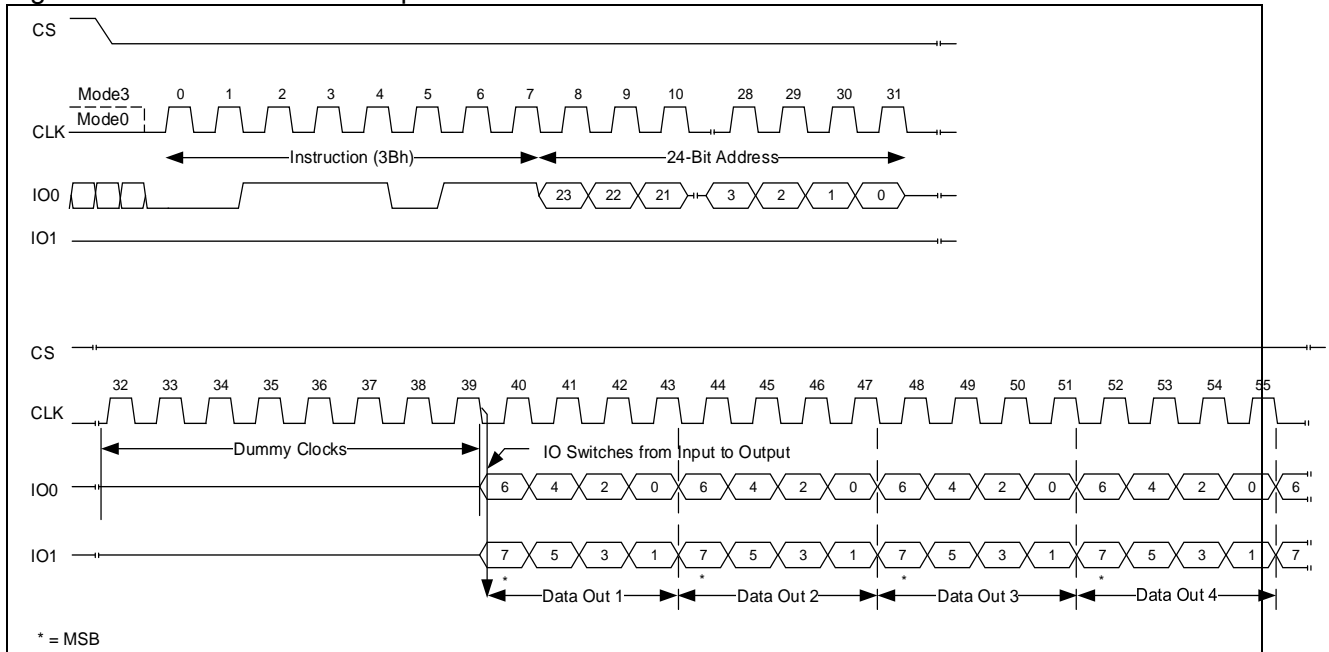 CS
Mode3 0 1 2 3 4 5 6 7 8 9 10 28 29 30 31
Mode0
CLK
Instruction (3Bh) 24-Bit Address
IO0 23 22 21 3 2 1 0
IO1
CS
32 33 34 35 36 37 38 39 40 41 42 43 44 45 46 47 48 49 50 51 52 53 54 55
CLK
Dummy Clocks IO Switches from Input to Output
IO0 6 4 2 0 6 4 2 0 6 4 2 0 6 4 2 0 6
IO1 7 5 3 1 7 5 3 1 7 5 3 1 7 5 3 1 7
* * * *
Data Out 1 Data Out 2 Data Out 3 Data Out 4
* = MSB